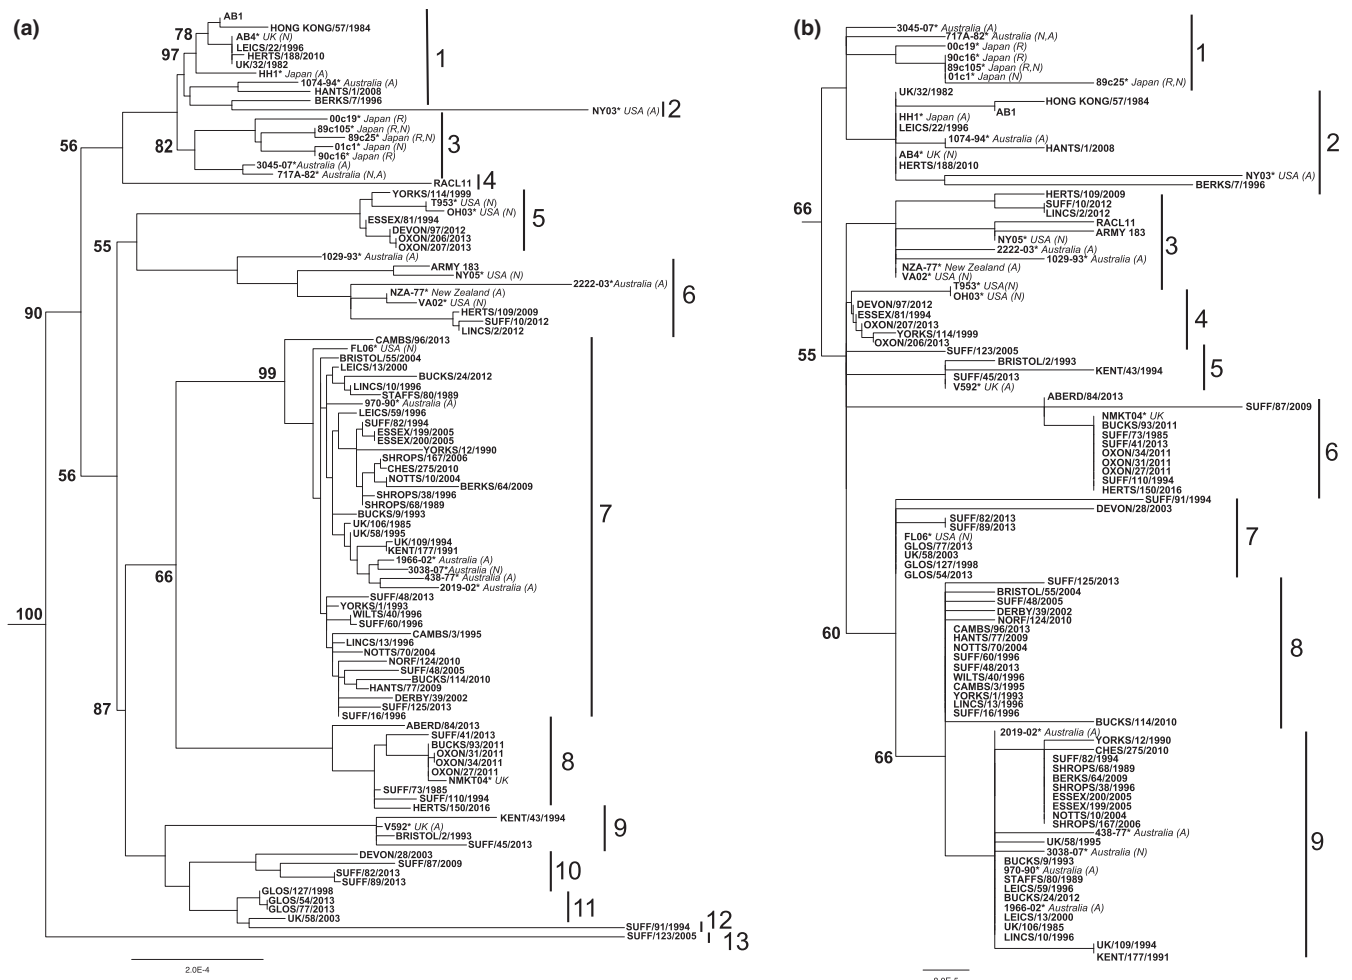 (a)
AB1
HONG KONG/57/1984
78
AB4* UK (N)
LEICS/22/1996
97
HERTS/188/2010
1
UK/32/1982
HH1* Japan (A)
1074-94* Australia (A)
HANTS/1/2008
BERKS/7/1996
NY03* USA (A)
2
00c19* Japan (R)
89c105* Japan (R,N)
89c25* Japan (R,N)
56
82
01c1* Japan (N)
3
90c16* Japan (R)
3045-07*Australia (A)
717A-82* Australia (N,A)
RACL11
4
YORKS/114/1999
T953* USA (N)
OH03* USA (N)
5
ESSEX/81/1994
DEVON/97/2012
OXON/206/2013
55
OXON/207/2013
1029-93* Australia (A)
ARMY 183
NY05* USA (N)
2222-03*Australia (A)
6
NZA-77* New Zealand (A)
VA02* USA (N)
90
HERTS/109/2009
SUFF/10/2012
LINCS/2/2012
CAMBS/96/2013
FL06* USA (N)
BRISTOL/55/2004
LEICS/13/2000
99
BUCKS/24/2012
LINCS/10/1996
STAFFS/80/1989
970-90* Australia (A)
LEICS/59/1996
SUFF/82/1994
ESSEX/199/2005
ESSEX/200/2005
YORKS/12/1990
SHROPS/167/2006
CHES/275/2010
56
NOTTS/10/2004
BERKS/64/2009
SHROPS/38/1996
SHROPS/68/1989
7
BUCKS/9/1993
UK/106/1985
UK/58/1995
UK/109/1994
KENT/177/1991
1966-02* Australia (A)
3038-07*Australia (N)
66
438-77* Australia (A)
2019-02* Australia (A)
SUFF/48/2013
YORKS/1/1993
WILTS/40/1996
100
SUFF/60/1996
CAMBS/3/1995
LINCS/13/1996
NOTTS/70/2004
NORF/124/2010
SUFF/48/2005
BUCKS/114/2010
HANTS/77/2009
DERBY/39/2002
87
SUFF/125/2013
SUFF/16/1996
ABERD/84/2013
SUFF/41/2013
BUCKS/93/2011
OXON/31/2011
OXON/34/2011
8
OXON/27/2011
NMKT04* UK
SUFF/73/1985
SUFF/110/1994
HERTS/150/2016
KENT/43/1994
V592* UK (A)
9
BRISTOL/2/1993
SUFF/45/2013
DEVON/28/2003
SUFF/87/2009
10
SUFF/82/2013
SUFF/89/2013
GLOS/127/1998
GLOS/54/2013
11
GLOS/77/2013
UK/58/2003
SUFF/91/1994
12
SUFF/123/2005
13
2.0E-4
(b)
3045-07* Australia (A)
717A-82* Australia (N,A)
00c19* Japan (R)
1
90c16* Japan (R)
89c105* Japan (R,N)
01c1* Japan (N)
89c25* Japan (R,N)
UK/32/1982
HONG KONG/57/1984
AB1
HH1* Japan (A)
LEICS/22/1996
1074-94* Australia (A)
2
HANTS/1/2008
AB4* UK (N)
HERTS/188/2010
NY03* USA (A)
BERKS/7/1996
HERTS/109/2009
SUFF/10/2012
66
LINCS/2/2012
RACL11
ARMY 183
NY05* USA (N)
3
2222-03* Australia (A)
1029-93* Australia (A)
NZA-77* New Zealand (A)
VA02* USA (N)
T953* USA(N)
OH03* USA (N)
DEVON/97/2012
ESSEX/81/1994
4
OXON/207/2013
YORKS/114/1999
OXON/206/2013
SUFF/123/2005
55
BRISTOL/2/1993
KENT/43/1994
5
SUFF/45/2013
V592* UK (A)
ABERD/84/2013
SUFF/87/2009
NMKT04* UK
BUCKS/93/2011
SUFF/73/1985
SUFF/41/2013
6
OXON/34/2011
OXON/31/2011
OXON/27/2011
SUFF/110/1994
HERTS/150/2016
SUFF/91/1994
DEVON/28/2003
SUFF/82/2013
SUFF/89/2013
FL06* USA (N)
7
GLOS/77/2013
UK/58/2003
GLOS/127/1998
GLOS/54/2013
SUFF/125/2013
BRISTOL/55/2004
SUFF/48/2005
DERBY/39/2002
NORF/124/2010
60
CAMBS/96/2013
HANTS/77/2009
NOTTS/70/2004
8
SUFF/60/1996
SUFF/48/2013
WILTS/40/1996
CAMBS/3/1995
YORKS/1/1993
LINCS/13/1996
SUFF/16/1996
BUCKS/114/2010
2019-02* Australia (A)
YORKS/12/1990
CHES/275/2010
66
SUFF/82/1994
SHROPS/68/1989
BERKS/64/2009
SHROPS/38/1996
ESSEX/200/2005
ESSEX/199/2005
NOTTS/10/2004
SHROPS/167/2006
438-77* Australia (A)
UK/58/1995
9
3038-07* Australia (N)
BUCKS/9/1993
970-90* Australia (A)
STAFFS/80/1989
LEICS/59/1996
BUCKS/24/2012
1966-02* Australia (A)
LEICS/13/2000
UK/106/1985
LINCS/10/1996
UK/109/1994
KENT/177/1991